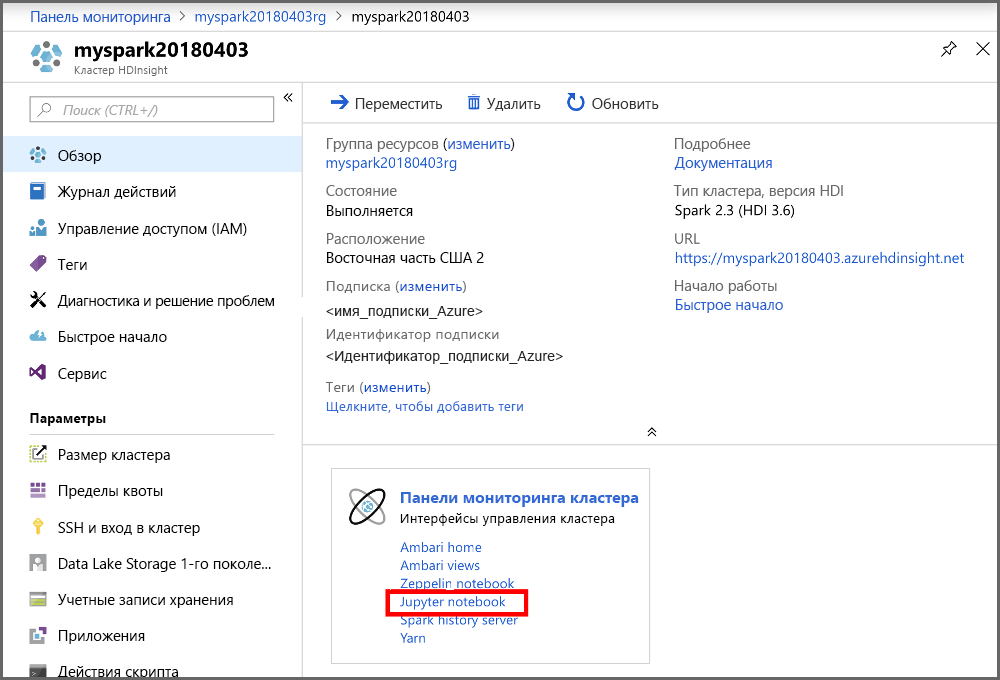 Панель мониторинга > myspark20180403rg > myspark20180403
myspark20180403
Кластер HDInsight
Поиск (CTRL+/)
«
Обзор
Журнал действий
Управление доступом (IAM)
Теги
Диагностика и решение проблем
Быстрое начало
Сервис
Параметры
Размер кластера
Пределы квоты
SSH и вход в кластер
Data Lake Storage 1-го поколе...
Учетные записи хранения
Приложения
Действия скрипта
Переместить Удалить Обновить
Группа ресурсов (изменить)
myspark20180403rg
Состояние
Выполняется
Расположение
Восточная часть США 2
Подписка (изменить)
<имя_подписки_Azure>
Идентификатор подписки
<Идентификатор_подписки_Azure>
Теги (изменить)
Щелкните, чтобы добавить теги
Подробнее
Документация
Тип кластера, версия HDI
Spark 2.3 (HDI 3.6)
URL
https://myspark20180403.azurehdinsight.net
Начало работы
Быстрое начало
Панели мониторинга кластера
Интерфейсы управления кластера
Ambari home
Ambari views
Zeppelin notebook
Jupyter notebook
Spark history server
Yarn